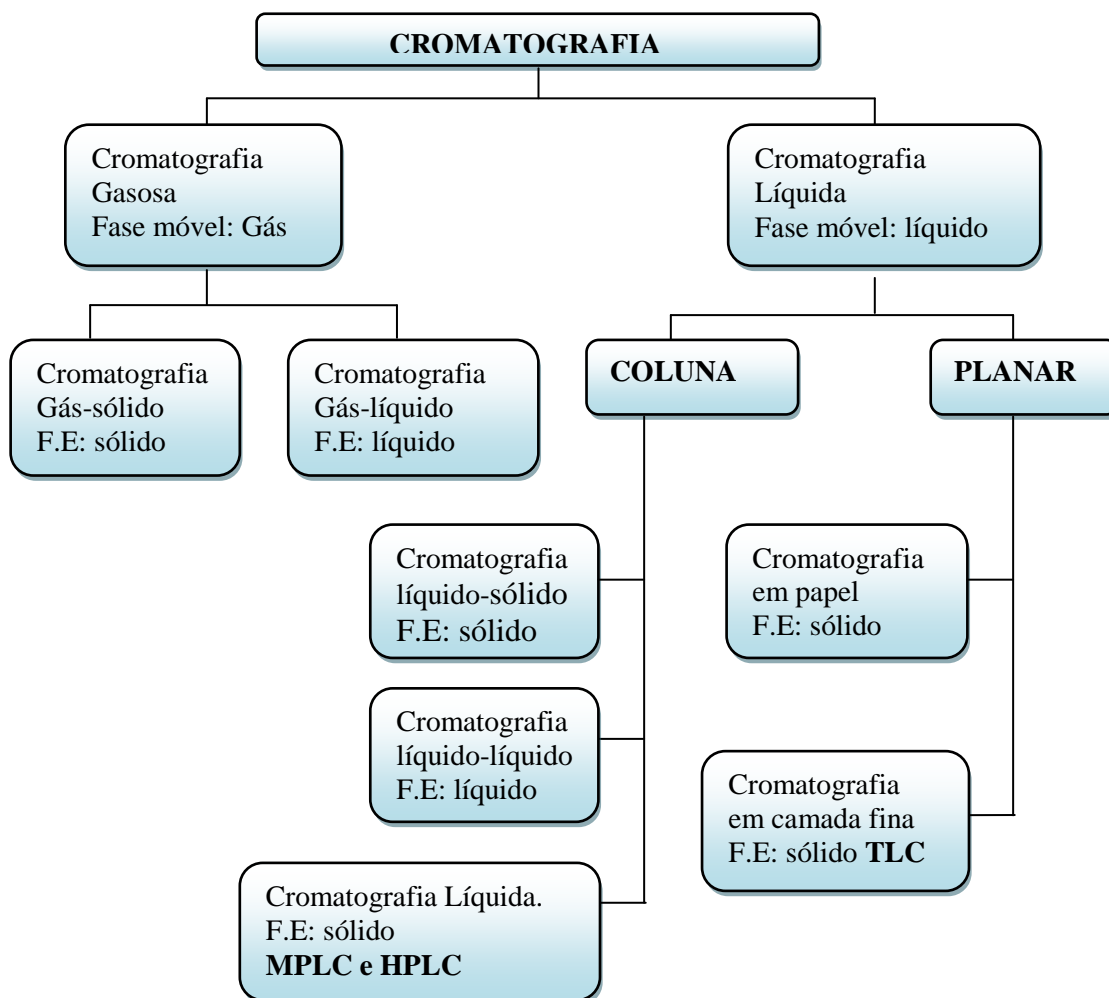 CROMATOGRAFIA
Cromatografia
Gasosa
Fase móvel: Gás
Cromatografia
Líquida
Fase móvel: líquido
Cromatografia
Gás-sólido
F.E: sólido
Cromatografia
Gás-líquido
F.E: líquido
COLUNA
PLANAR
Cromatografia
líquido-sólido
F.E: sólido
Cromatografia
em papel
F.E: sólido
Cromatografia
líquido-líquido
F.E: líquido
Cromatografia
em camada fina
F.E: sólido TLC
Cromatografia Líquida.
F.E: sólido
MPLC e HPLC